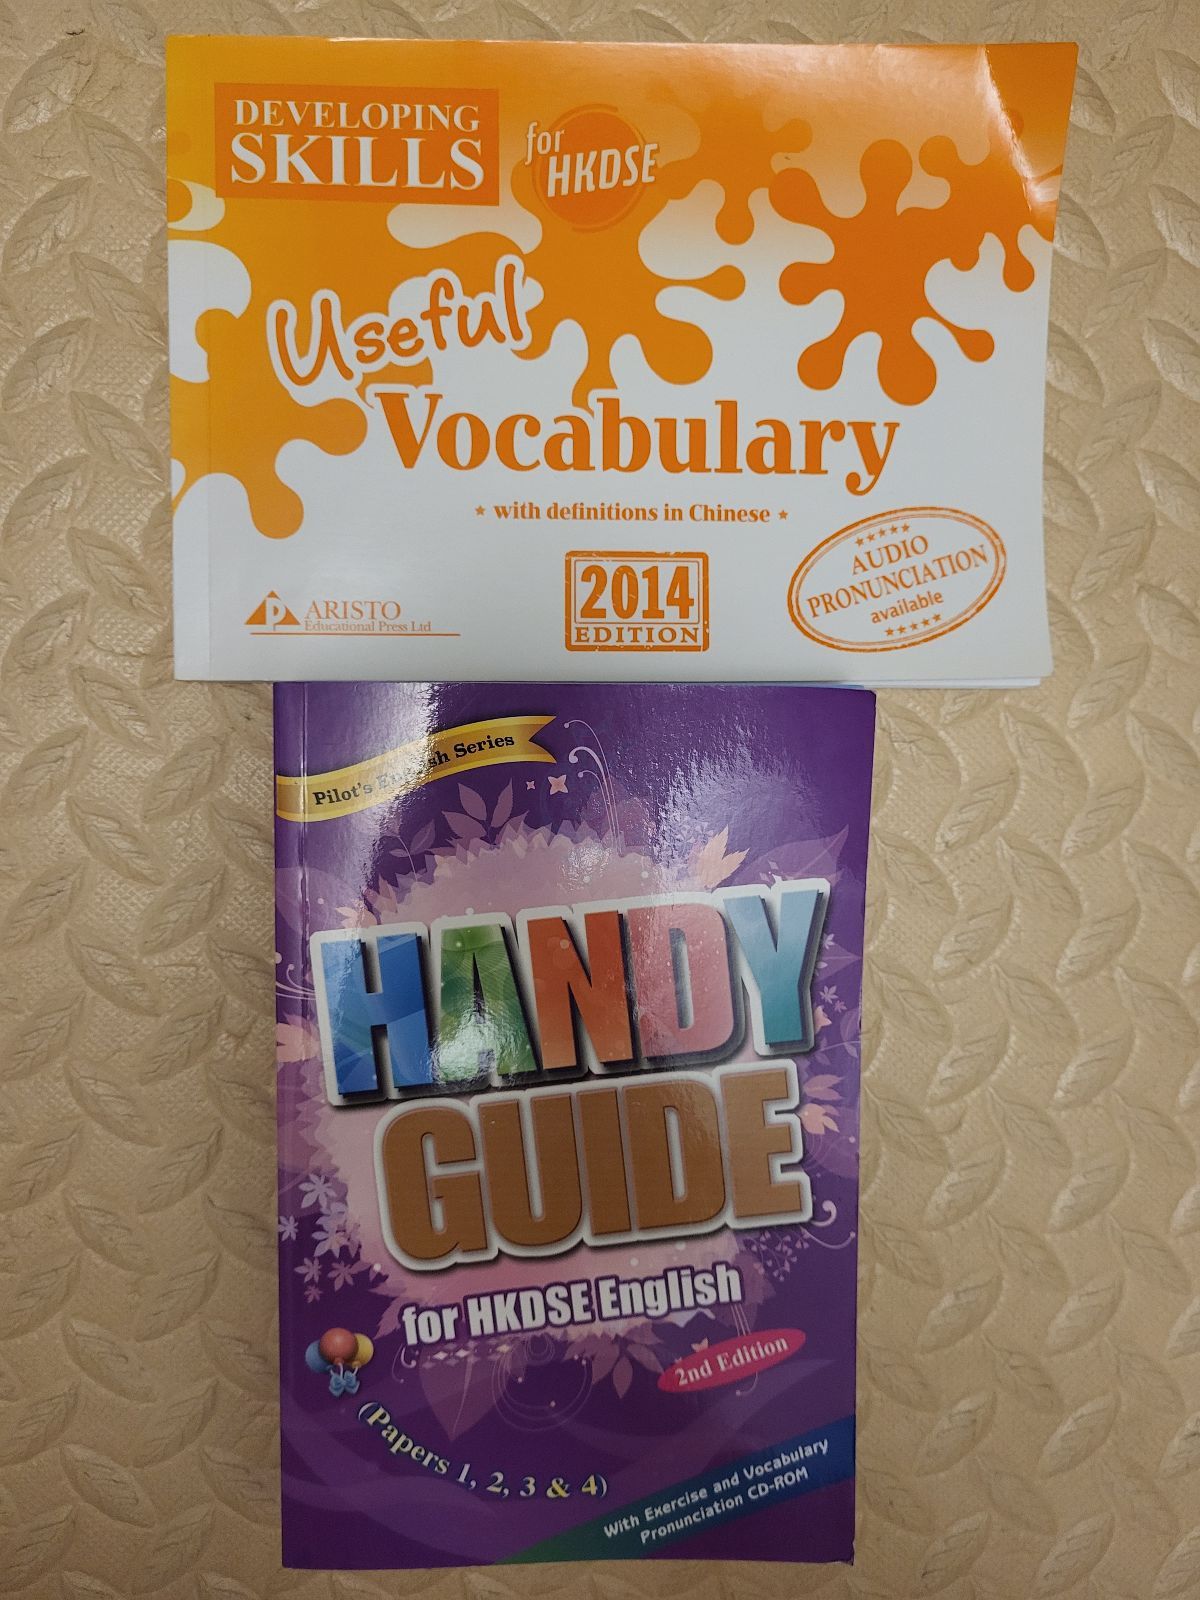 DEVELOPING
SKILLS
for
HKDSE
Useful
Vocabulary
with definitions in Chinese
ARISTO
Educational Press Ltd
2014
EDITION
AUDIO
PRONUNCIATION
available
Pilot's English Series
HANDY
GUIDE
for HKDSE English
2nd Edition
(Papers 1, 2, 3 & 4)
With Exercise and Vocabulary
Pronunciation CD-ROM